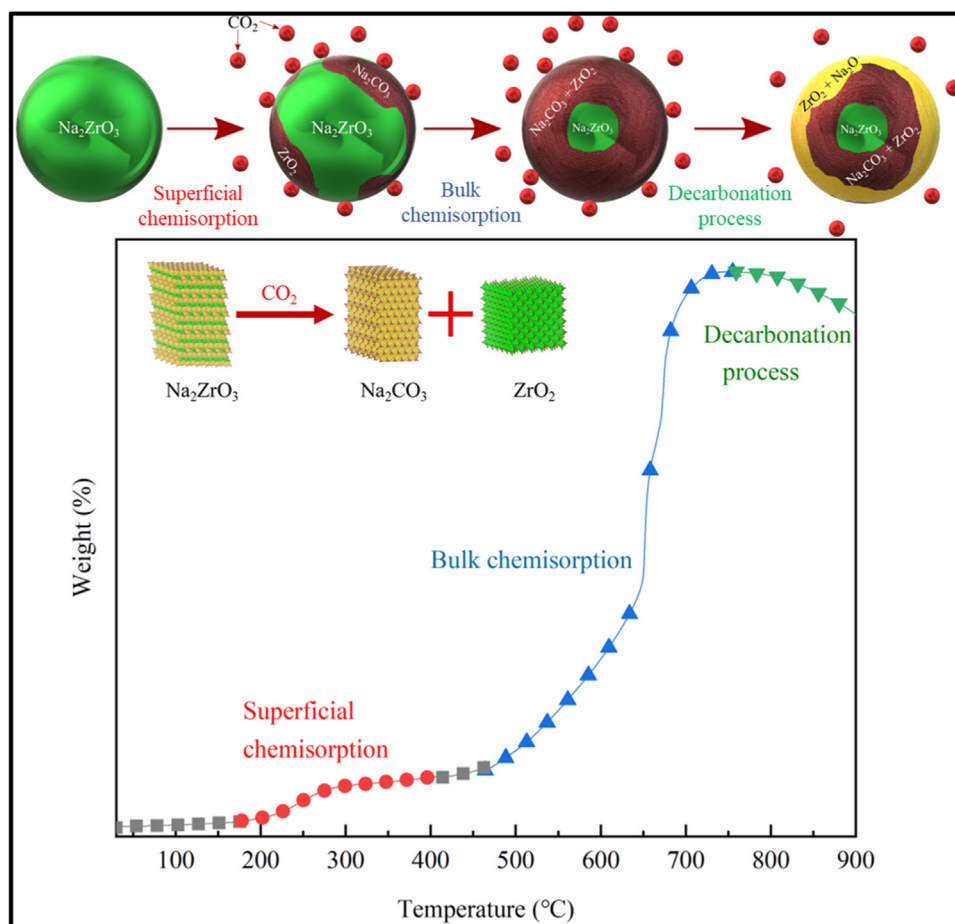 CO₂
Na₂ZrO₃
Na₂CO₃
Na₂ZrO₃
ZrO₂
Na₂CO₃ + ZrO₂
Na₂ZrO₃
ZrO₂ + Na₂O
Na₂ZrO₃
Na₂CO₃ + ZrO₂
Superficial
chemisorption
Bulk
chemisorption
Decarbonation
process
CO₂
Na₂ZrO₃
Na₂CO₃
ZrO₂
Decarbonation
process
Bulk chemisorption
Superficial
chemisorption
Weight (%)
100 200 300 400 500 600 700 800 900
Temperature (℃)